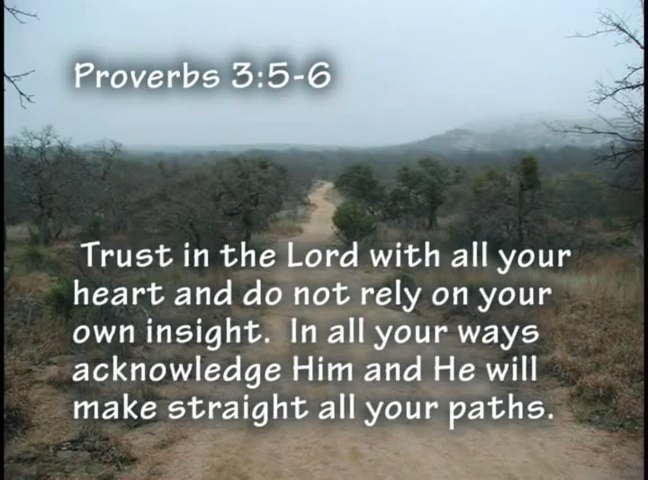 Proverbs 3:5-6
Trust in the Lord with all your
heart and do not rely on your
own insight. In all your ways
acknowledge Him and He will
make straight all your paths.